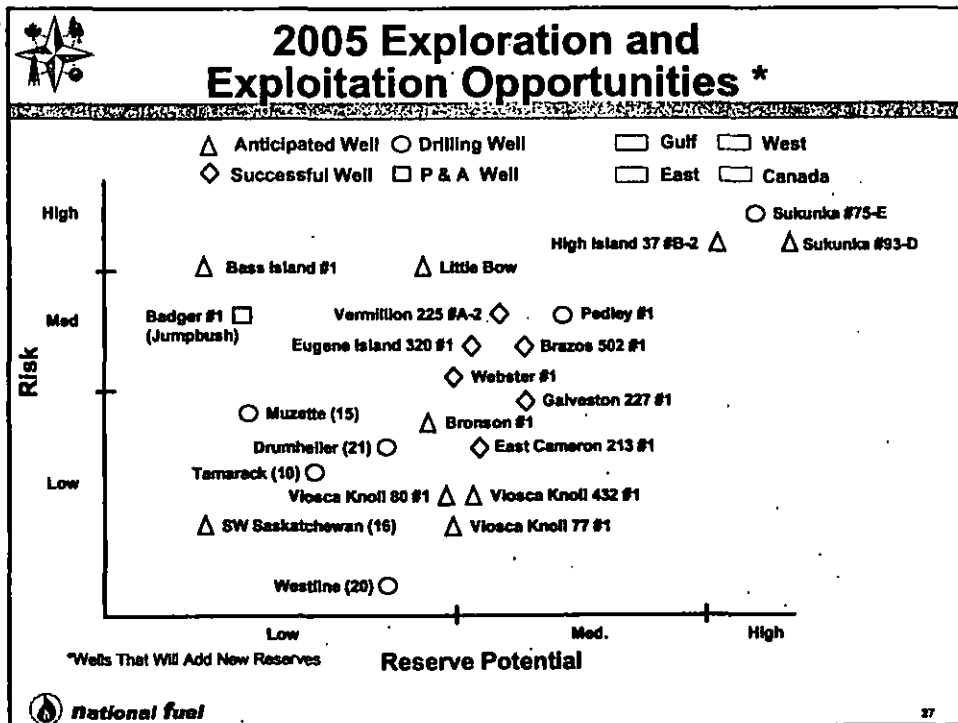 2005 Exploration and
Exploitation Opportunities *
Anticipated Well Drilling Well Gulf West
Successful Well P & A Well East Canada
High
Sukunka #75-E
High Island 37 #B-2 Sukunka #93-D
Bass Island #1 Little Bow
Med
Badger #1 Vermillion 225 #A-2 Pedley #1
(Jumpbush)
Eugene Island 320 #1 Brazos 502 #1
Risk
Webster #1
Galveston 227 #1
Muzette (15) Bronson #1
Drumheller (21) East Cameron 213 #1
Tamarack (10)
Low
Viosca Knoll 80 #1 Viosca Knoll 432 #1
SW Saskatchewan (16) Viosca Knoll 77 #1
Westline (20)
Low Med. High
*Wells That Will Add New Reserves Reserve Potential
national fuel 27